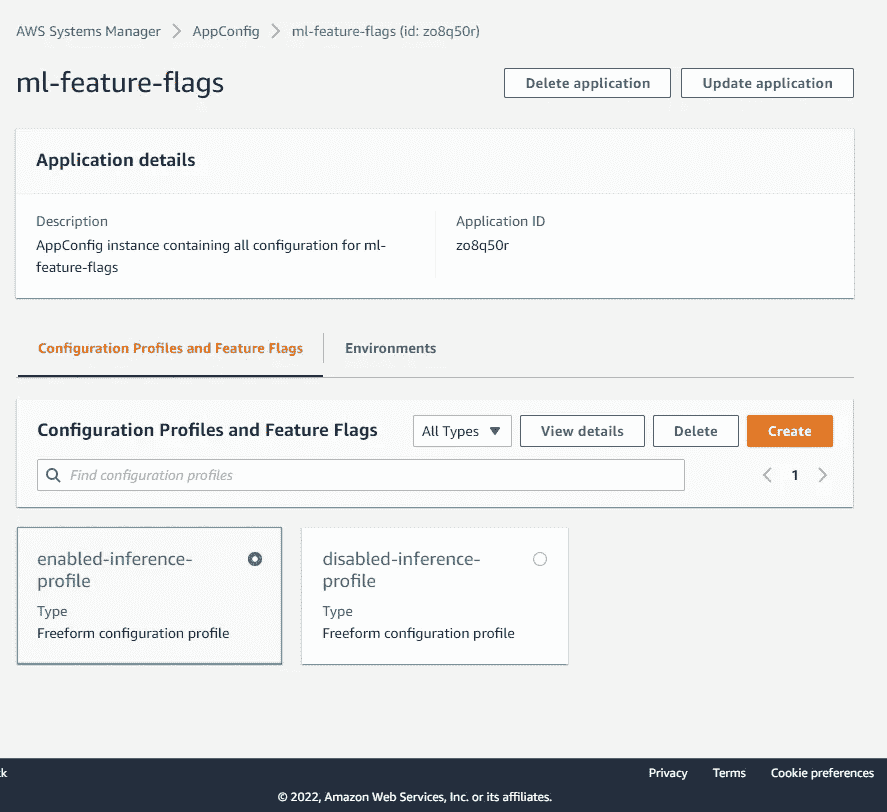 AWS Systems Manager > AppConfig > ml-feature-flags (id: zo8q50r)
ml-feature-flags
Delete application
Update application
Application details
Description
AppConfig instance containing all configuration for ml-
feature-flags
Application ID
zo8q50r
Configuration Profiles and Feature Flags
Environments
Configuration Profiles and Feature Flags
All Types
View details
Delete
Create
Find configuration profiles
1
enabled-inference-
profile
Type
Freeform configuration profile
disabled-inference-
profile
Type
Freeform configuration profile
Privacy
Terms
Cookie preferences
© 2022, Amazon Web Services, Inc. or its affiliates.